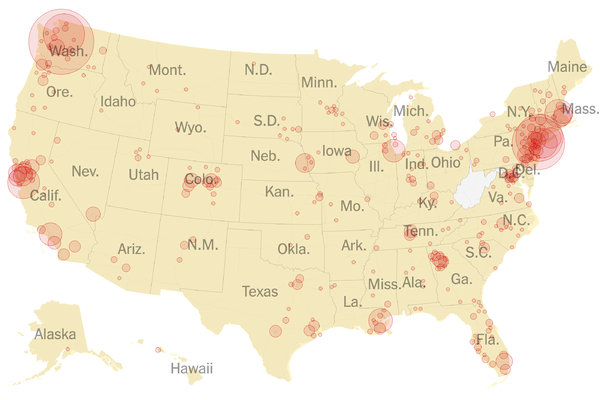 Wash.
Mont.
N.D.
Minn.
Maine
Ore.
Idaho
Wyo.
S.D.
Wis.
Mich.
N.Y.
Mass.
Nev.
Utah
Colo.
Neb.
Iowa
Ill.
Ind.
Ohio
Pa.
D.C.
Del.
Calif.
Kan.
Mo.
Ky.
Va.
N.C.
Ariz.
N.M.
Okla.
Ark.
Tenn.
S.C.
Texas
La.
Miss.
Ala.
Ga.
Fla.
Alaska
Hawaii